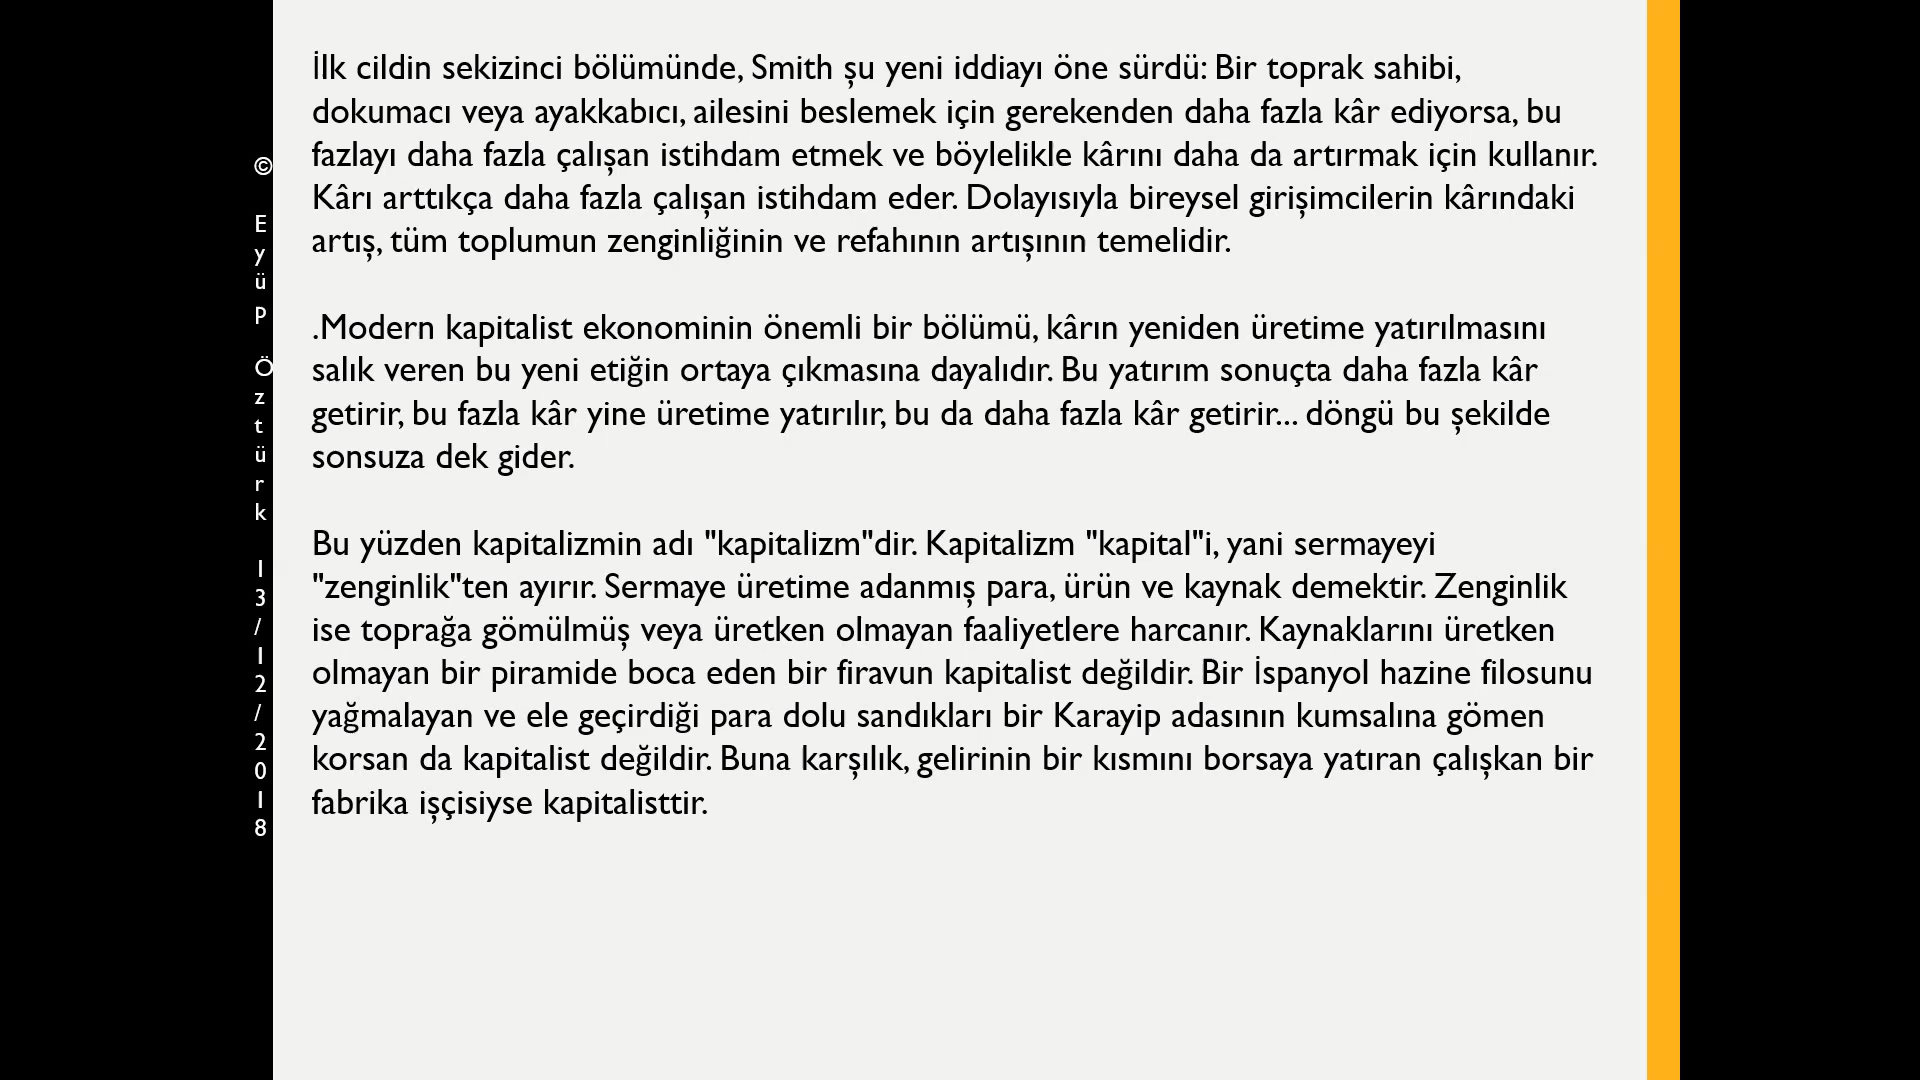 İlk cildin sekizinci bölümünde, Smith şu yeni iddiayı öne sürdü: Bir toprak sahibi,
dokumacı veya ayakkabıcı, ailesini beslemek için gerekenden daha fazla kâr ediyorsa, bu
fazlayı daha fazla çalışan istihdam etmek ve böylelikle kârını daha da artırmak için kullanır.
Kârı arttıkça daha fazla çalışan istihdam eder. Dolayısıyla bireysel girişimcilerin kârındaki
artış, tüm toplumun zenginliğinin ve refahının artışının temelidir.
.Modern kapitalist ekonominin önemli bir bölümü, kârın yeniden üretime yatırılmasını
salık veren bu yeni etiğin ortaya çıkmasına dayalıdır. Bu yatırım sonuçta daha fazla kâr
getirir, bu fazla kâr yine üretime yatırılır, bu da daha fazla kâr getirir... döngü bu şekilde
sonsuza dek gider.
Bu yüzden kapitalizmin adı "kapitalizm"dir. Kapitalizm "kapital"i, yani sermayeyi
"zenginlik"ten ayırır. Sermaye üretime adanmış para, ürün ve kaynak demektir. Zenginlik
ise toprağa gömülmüş veya üretken olmayan faaliyetlere harcanır. Kaynaklarını üretken
olmayan bir piramide boca eden bir firavun kapitalist değildir. Bir İspanyol hazine filosunu
yağmalayan ve ele geçirdiği para dolu sandıkları bir Karayip adasının kumsalına gömen
korsan da kapitalist değildir. Buna karşılık, gelirinin bir kısmını borsaya yatıran çalışkan bir
fabrika işçisiyse kapitalisttir.
© Eyüp Öztürk 13/12/2018